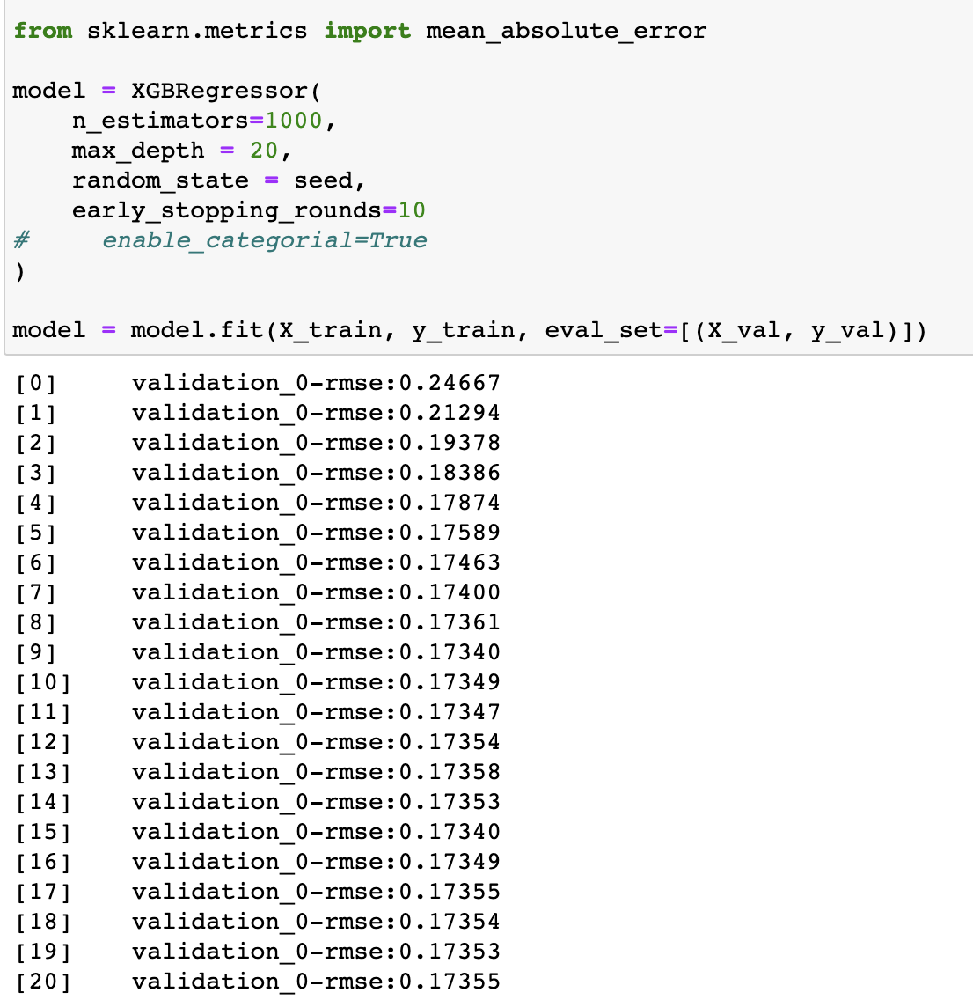 from sklearn.metrics import mean_absolute_error
model = XGBRegressor(
n_estimators=1000,
max_depth = 20,
random_state = seed,
early_stopping_rounds=10
#     enable_categorial=True
)
model = model.fit(X_train, y_train, eval_set=[(X_val, y_val)])
[0]     validation_0-rmse:0.24667
[1]     validation_0-rmse:0.21294
[2]     validation_0-rmse:0.19378
[3]     validation_0-rmse:0.18386
[4]     validation_0-rmse:0.17874
[5]     validation_0-rmse:0.17589
[6]     validation_0-rmse:0.17463
[7]     validation_0-rmse:0.17400
[8]     validation_0-rmse:0.17361
[9]     validation_0-rmse:0.17340
[10]    validation_0-rmse:0.17349
[11]    validation_0-rmse:0.17347
[12]    validation_0-rmse:0.17354
[13]    validation_0-rmse:0.17358
[14]    validation_0-rmse:0.17353
[15]    validation_0-rmse:0.17340
[16]    validation_0-rmse:0.17349
[17]    validation_0-rmse:0.17355
[18]    validation_0-rmse:0.17354
[19]    validation_0-rmse:0.17353
[20]    validation_0-rmse:0.17355